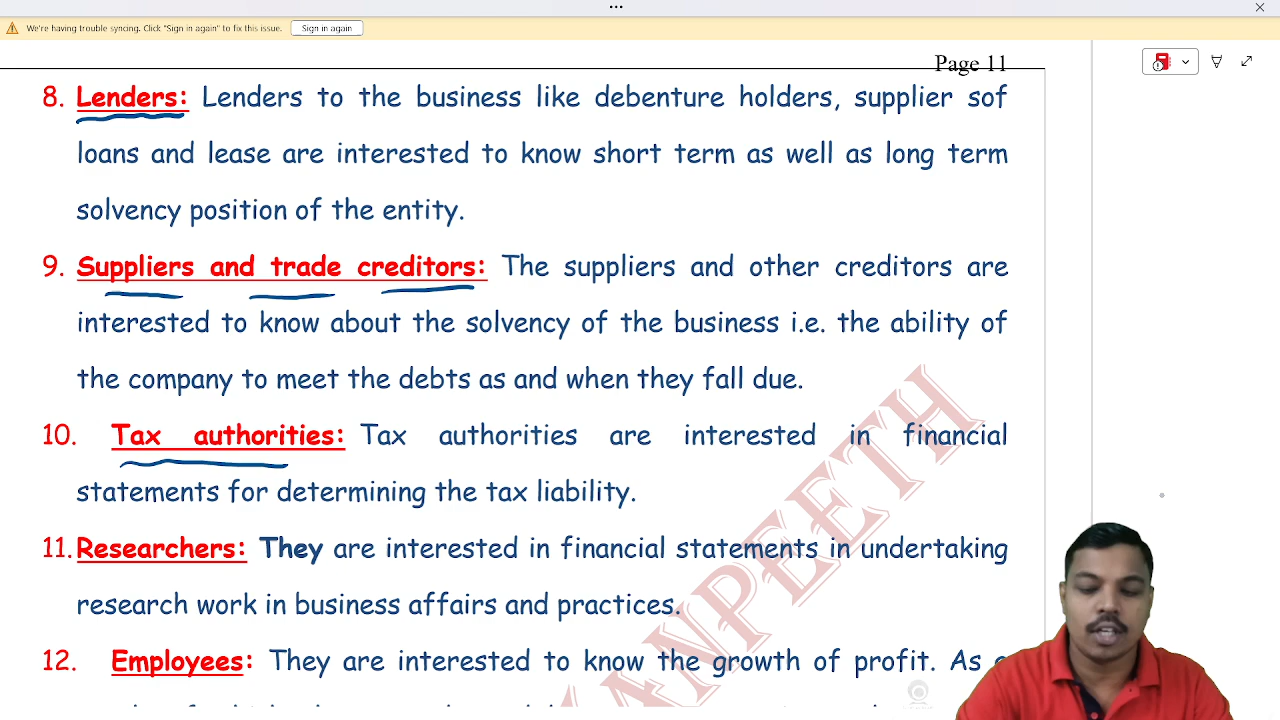 We're having trouble syncing. Click "Sign in again" to fix this issue. Sign in again
Page 11
8. Lenders: Lenders to the business like debenture holders, supplier sof
loans and lease are interested to know short term as well as long term
solvency position of the entity.
9. Suppliers and trade creditors: The suppliers and other creditors are
interested to know about the solvency of the business i.e. the ability of
the company to meet the debts as and when they fall due.
10. Tax authorities: Tax authorities are interested in financial
statements for determining the tax liability.
11. Researchers: They are interested in financial statements in undertaking
research work in business affairs and practices.
12. Employees: They are interested to know the growth of profit. As